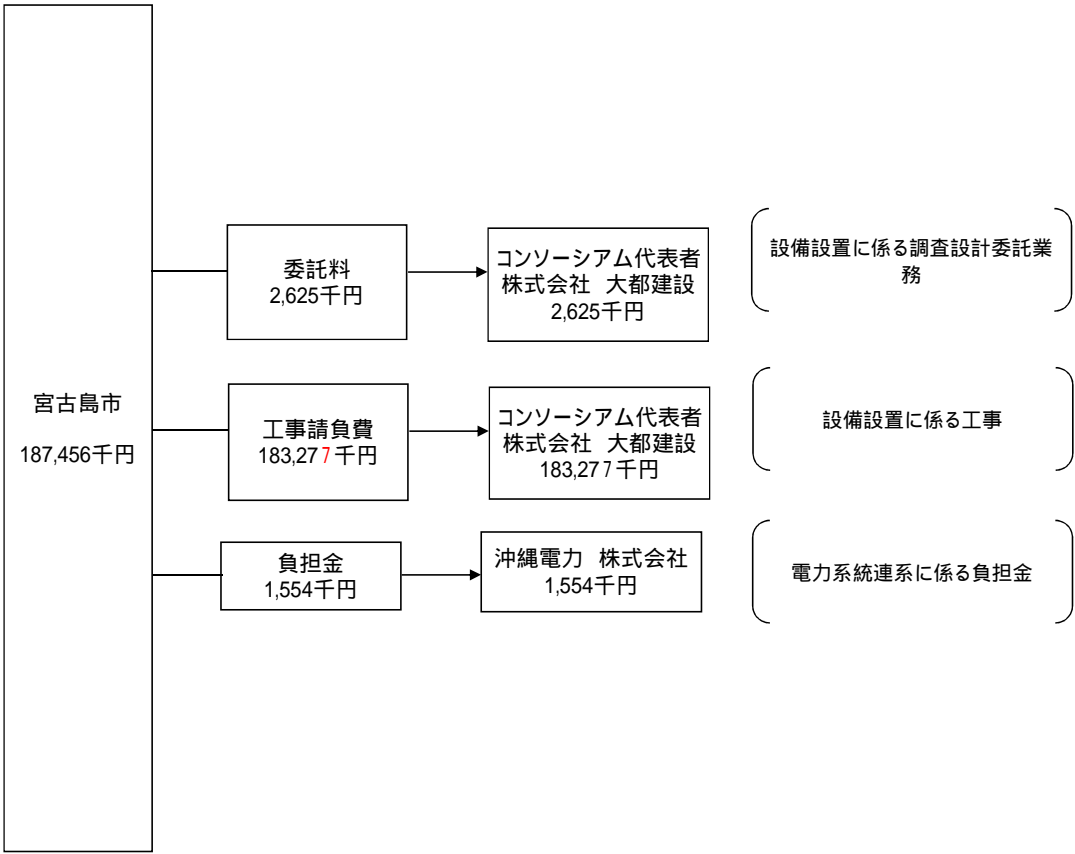 宮古島市
187,456千円
委託料
2,625千円
コンソーシアム代表者
株式会社 大都建設
2,625千円
設備設置に係る調査設計委託業
務
工事請負費
183,277千円
コンソーシアム代表者
株式会社 大都建設
183,277千円
設備設置に係る工事
負担金
1,554千円
沖縄電力 株式会社
1,554千円
電力系統連系に係る負担金